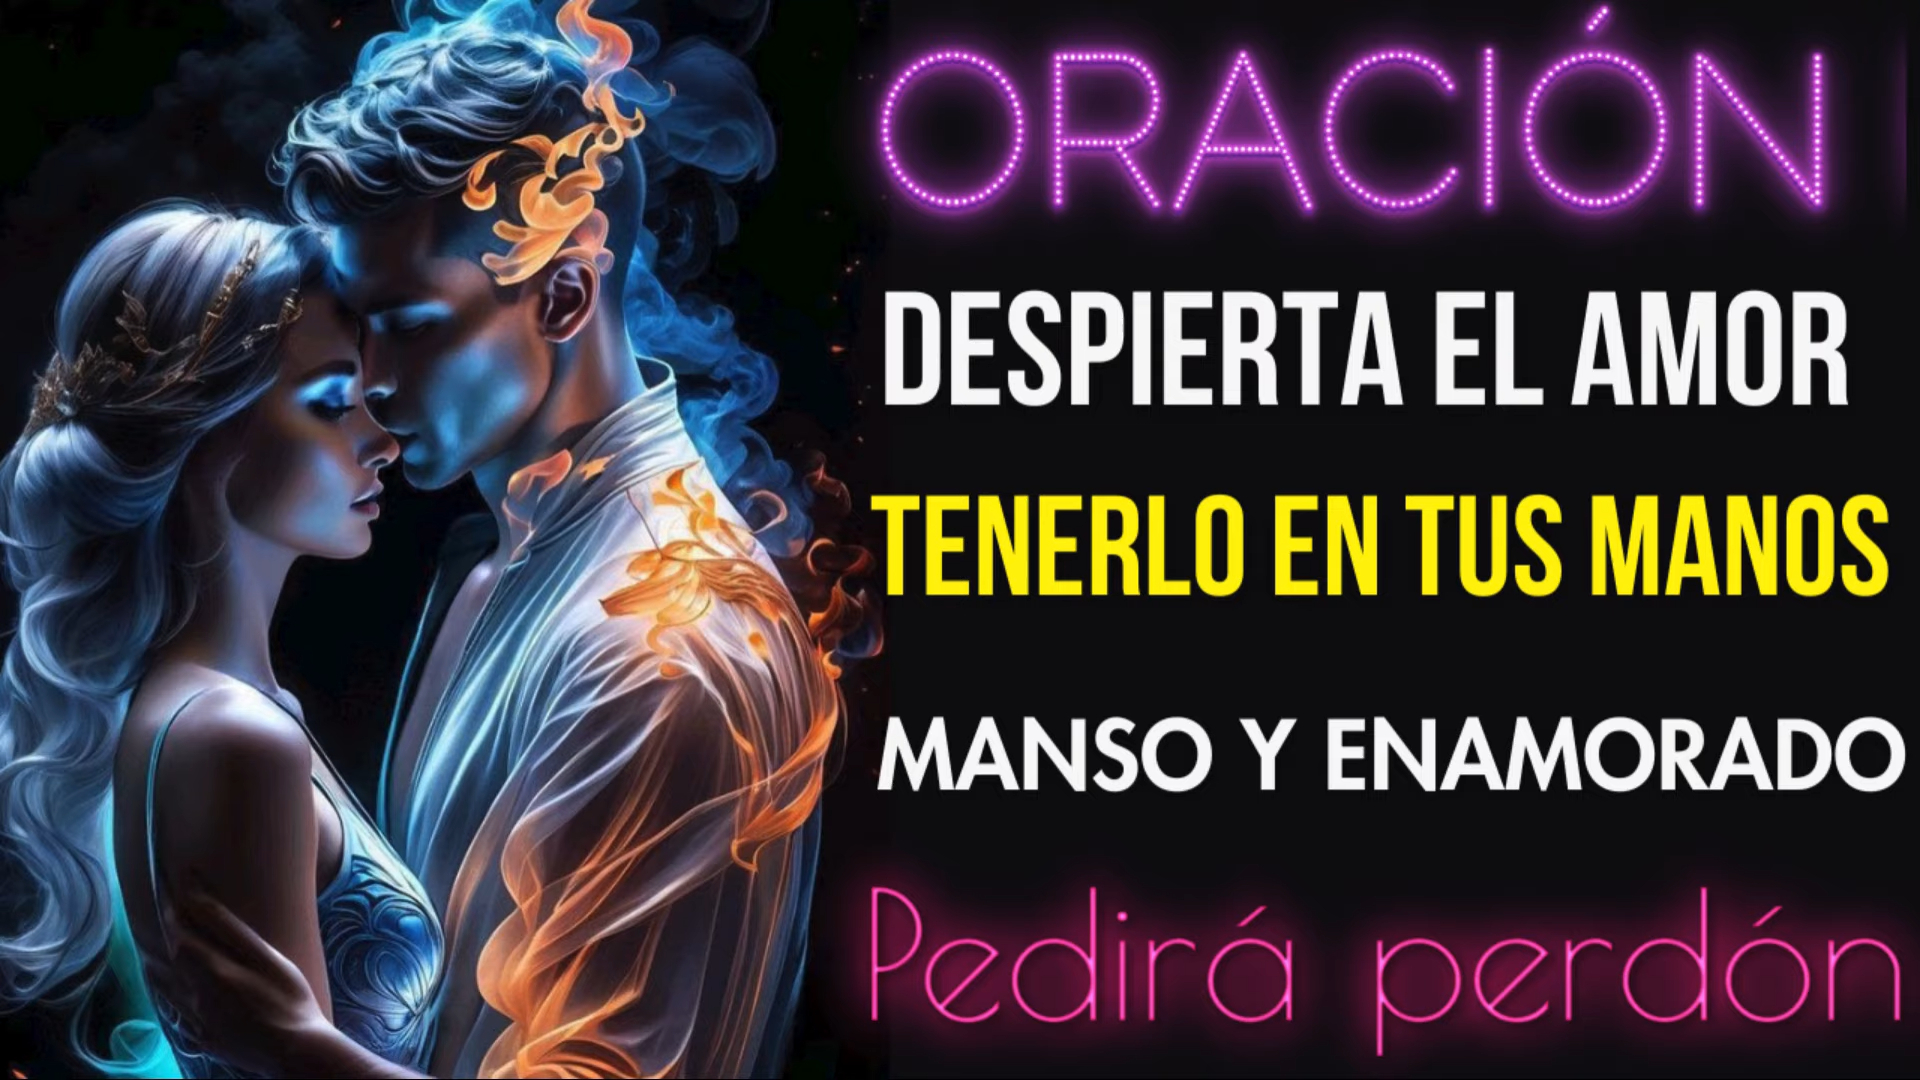 ORACIÓN
DESPIERTA EL AMOR
TENERLO EN TUS MANOS
MANSO Y ENAMORADO
Pedirá perdón